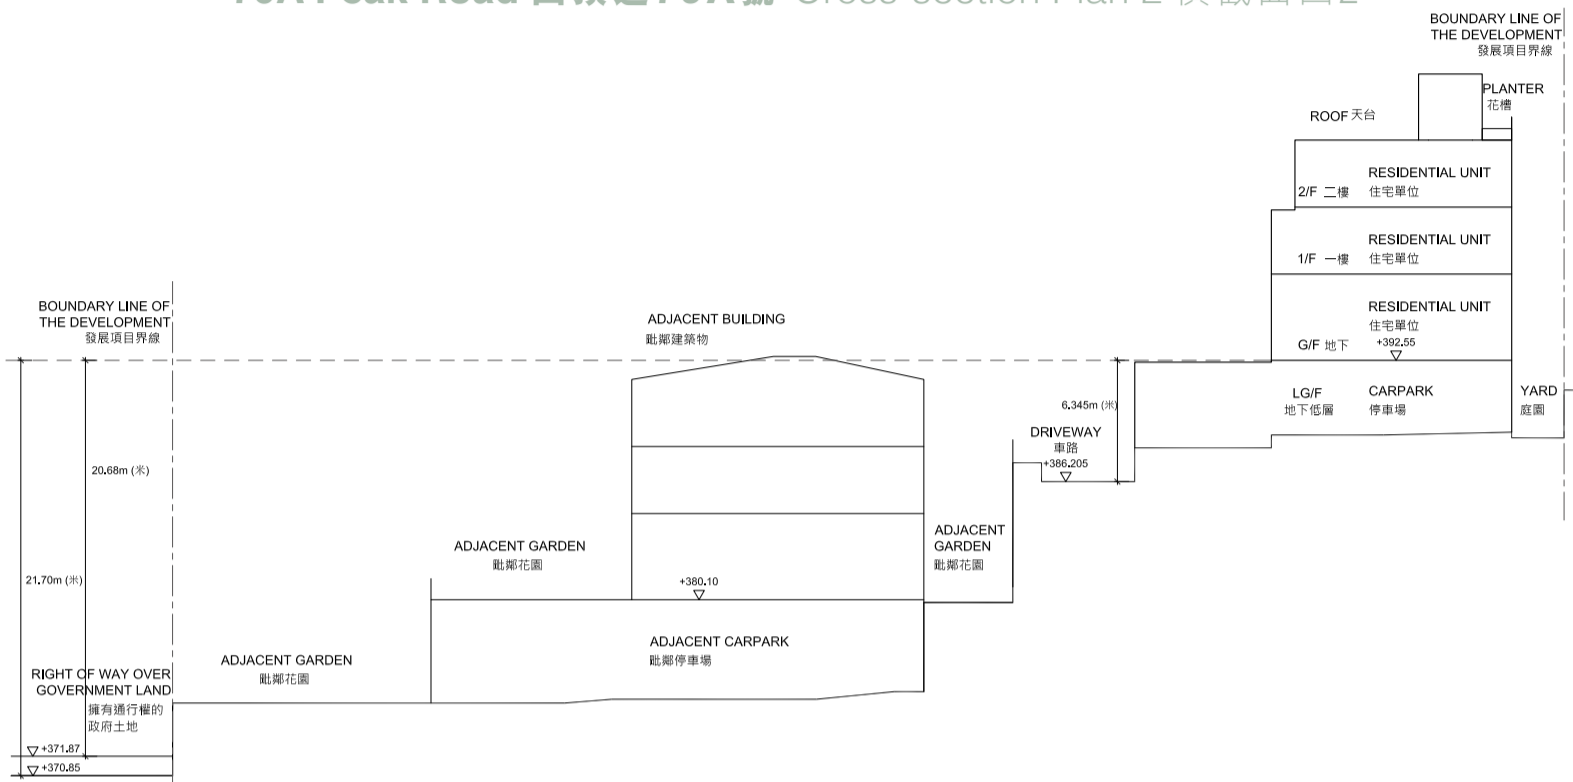 BOUNDARY LINE OF
THE DEVELOPMENT
發展項目界線
PLANTER
花槽
ROOF 天台
RESIDENTIAL UNIT
2/F 二樓 住宅單位
RESIDENTIAL UNIT
1/F 一樓 住宅單位
RESIDENTIAL UNIT
住宅單位
G/F 地下 +392.55
BOUNDARY LINE OF
THE DEVELOPMENT
發展項目界線
ADJACENT BUILDING
毗鄰建築物
LG/F CARPARK YARD
地下低層 停車場 庭園
6.345m (米)
DRIVEWAY
車路
+386.205
20.68m (米)
21.70m (米)
ADJACENT GARDEN
毗鄰花園
ADJACENT
GARDEN
毗鄰花園
+380.10
ADJACENT CARPARK
毗鄰停車場
ADJACENT GARDEN
毗鄰花園
RIGHT OF WAY OVER
GOVERNMENT LAND
擁有通行權的
政府土地
+371.87
+370.85